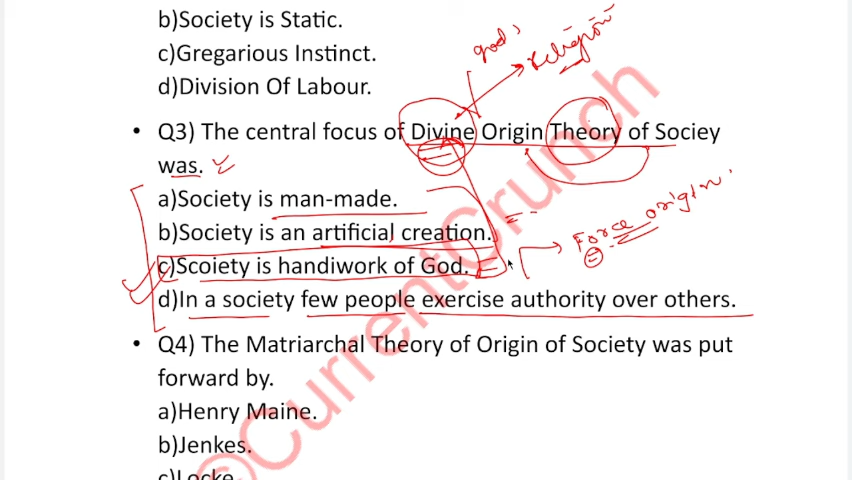 b)Society is Static.
c)Gregarious Instinct.
d)Division Of Labour.
god,
religion
• Q3) The central focus of Divine Origin Theory of Sociey
was.
a)Society is man-made.
b)Society is an artificial creation.
Force origin.
c)Scoiety is handiwork of God.
d)In a society few people exercise authority over others.
• Q4) The Matriarchal Theory of Origin of Society was put
forward by.
a)Henry Maine.
b)Jenkes.
c)Locke
©CurrentCrunch